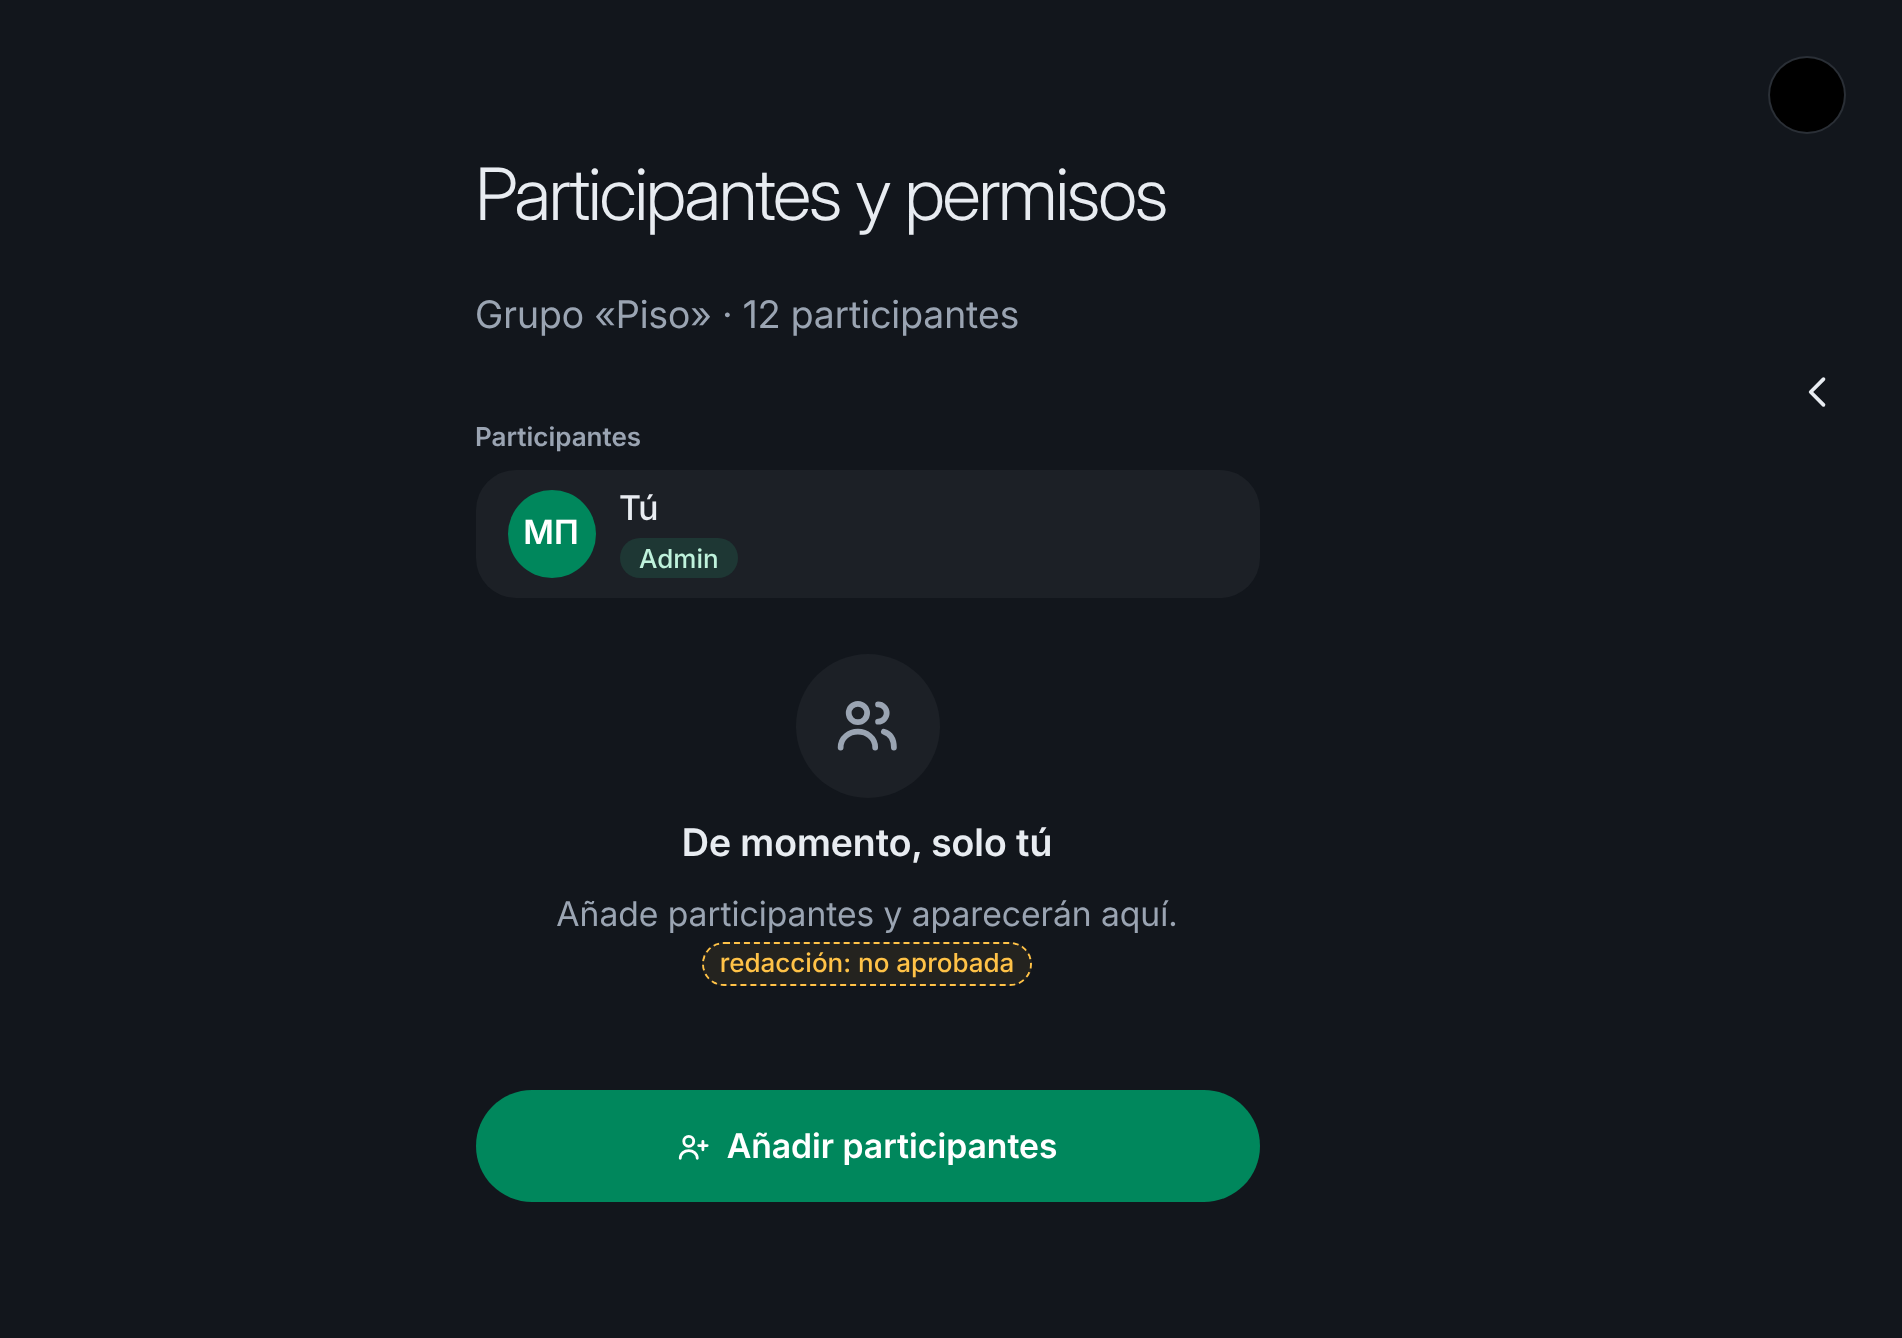 Participantes y permisos
Grupo «Piso» · 12 participantes
Participantes
МП
Tú
Admin
De momento, solo tú
Añade participantes y aparecerán aquí.
redacción: no aprobada
Añadir participantes